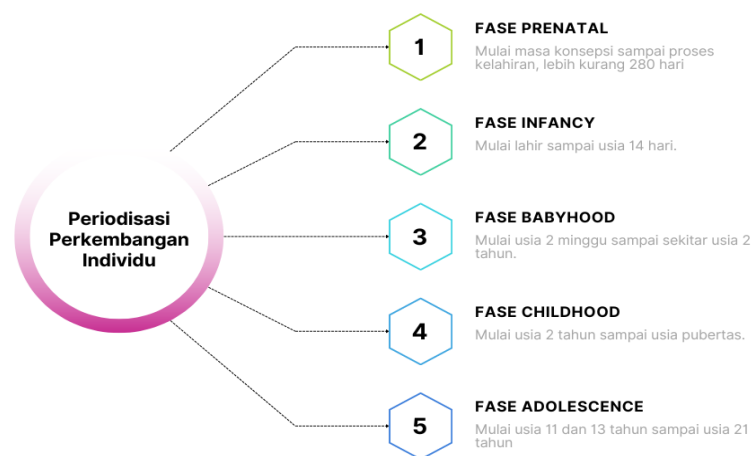 Periodisasi
Perkembangan
Individu
1
FASE PRENATAL
Mulai masa konsepsi sampai proses
kelahiran, lebih kurang 280 hari
2
FASE INFANCY
Mulai lahir sampai usia 14 hari.
3
FASE BABYHOOD
Mulai usia 2 minggu sampai sekitar usia 2
tahun.
4
FASE CHILDHOOD
Mulai usia 2 tahun sampai usia pubertas.
5
FASE ADOLESCENCE
Mulai usia 11 dan 13 tahun sampai usia 21
tahun